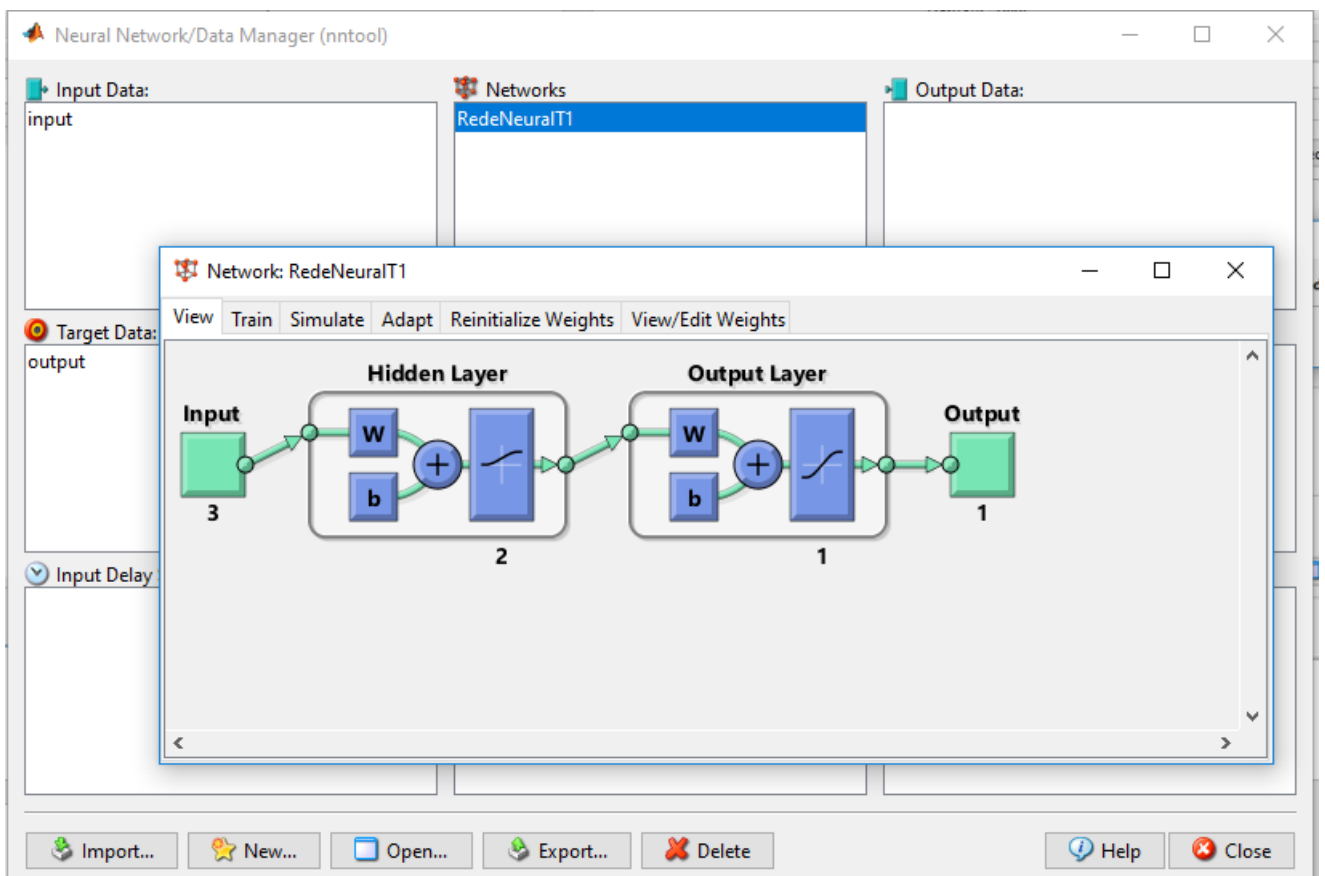 Neural Network/Data Manager (nntool)
Input Data:
input
Networks
RedeNeuralT1
Output Data:
Target Data:
output
Input Delay
Network: RedeNeuralT1
View Train Simulate Adapt Reinitialize Weights View/Edit Weights
Hidden Layer
Output Layer
Input
3
W
b
+
2
W
b
+
1
Output
1
Import...
New...
Open...
Export...
Delete
Help
Close